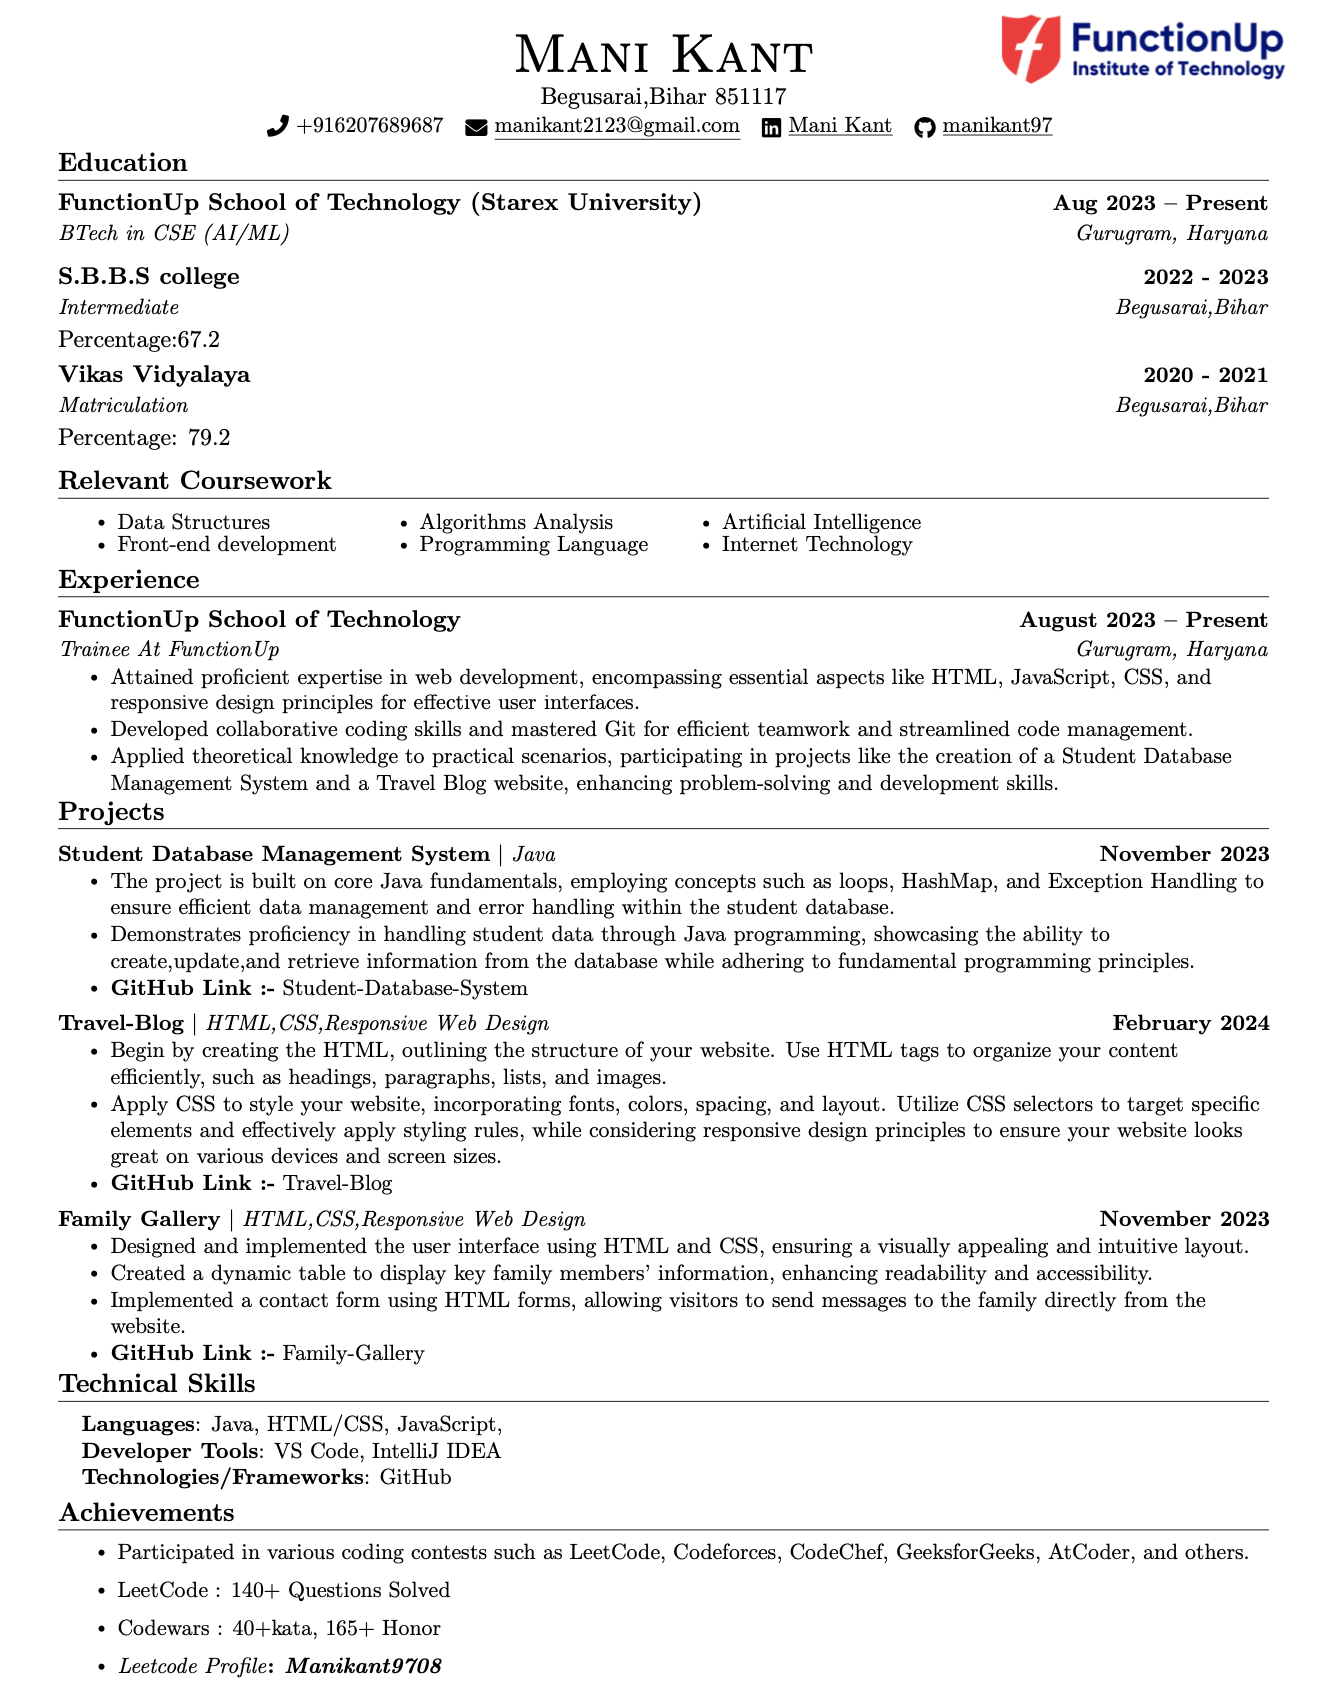 FunctionUp
Institute of Technology
Mani Kant
Begusarai,Bihar 851117
+916207689687 manikant2123@gmail.com Mani Kant manikant97
Education
FunctionUp School of Technology (Starex University) Aug 2023 – Present
BTech in CSE (AI/ML) Gurugram, Haryana
S.B.B.S college 2022 - 2023
Intermediate Begusarai,Bihar
Percentage:67.2
Vikas Vidyalaya 2020 - 2021
Matriculation Begusarai,Bihar
Percentage: 79.2
Relevant Coursework
• Data Structures • Algorithms Analysis • Artificial Intelligence
• Front-end development • Programming Language • Internet Technology
Experience
FunctionUp School of Technology August 2023 – Present
Trainee At FunctionUp Gurugram, Haryana
• Attained proficient expertise in web development, encompassing essential aspects like HTML, JavaScript, CSS, and
responsive design principles for effective user interfaces.
• Developed collaborative coding skills and mastered Git for efficient teamwork and streamlined code management.
• Applied theoretical knowledge to practical scenarios, participating in projects like the creation of a Student Database
Management System and a Travel Blog website, enhancing problem-solving and development skills.
Projects
Student Database Management System | Java November 2023
• The project is built on core Java fundamentals, employing concepts such as loops, HashMap, and Exception Handling to
ensure efficient data management and error handling within the student database.
• Demonstrates proficiency in handling student data through Java programming, showcasing the ability to
create,update,and retrieve information from the database while adhering to fundamental programming principles.
• GitHub Link :- Student-Database-System
Travel-Blog | HTML,CSS,Responsive Web Design February 2024
• Begin by creating the HTML, outlining the structure of your website. Use HTML tags to organize your content
efficiently, such as headings, paragraphs, lists, and images.
• Apply CSS to style your website, incorporating fonts, colors, spacing, and layout. Utilize CSS selectors to target specific
elements and effectively apply styling rules, while considering responsive design principles to ensure your website looks
great on various devices and screen sizes.
• GitHub Link :- Travel-Blog
Family Gallery | HTML,CSS,Responsive Web Design November 2023
• Designed and implemented the user interface using HTML and CSS, ensuring a visually appealing and intuitive layout.
• Created a dynamic table to display key family members' information, enhancing readability and accessibility.
• Implemented a contact form using HTML forms, allowing visitors to send messages to the family directly from the
website.
• GitHub Link :- Family-Gallery
Technical Skills
Languages: Java, HTML/CSS, JavaScript,
Developer Tools: VS Code, IntelliJ IDEA
Technologies/Frameworks: GitHub
Achievements
• Participated in various coding contests such as LeetCode, Codeforces, CodeChef, GeeksforGeeks, AtCoder, and others.
• LeetCode : 140+ Questions Solved
• Codewars : 40+kata, 165+ Honor
• Leetcode Profile: Manikant9708